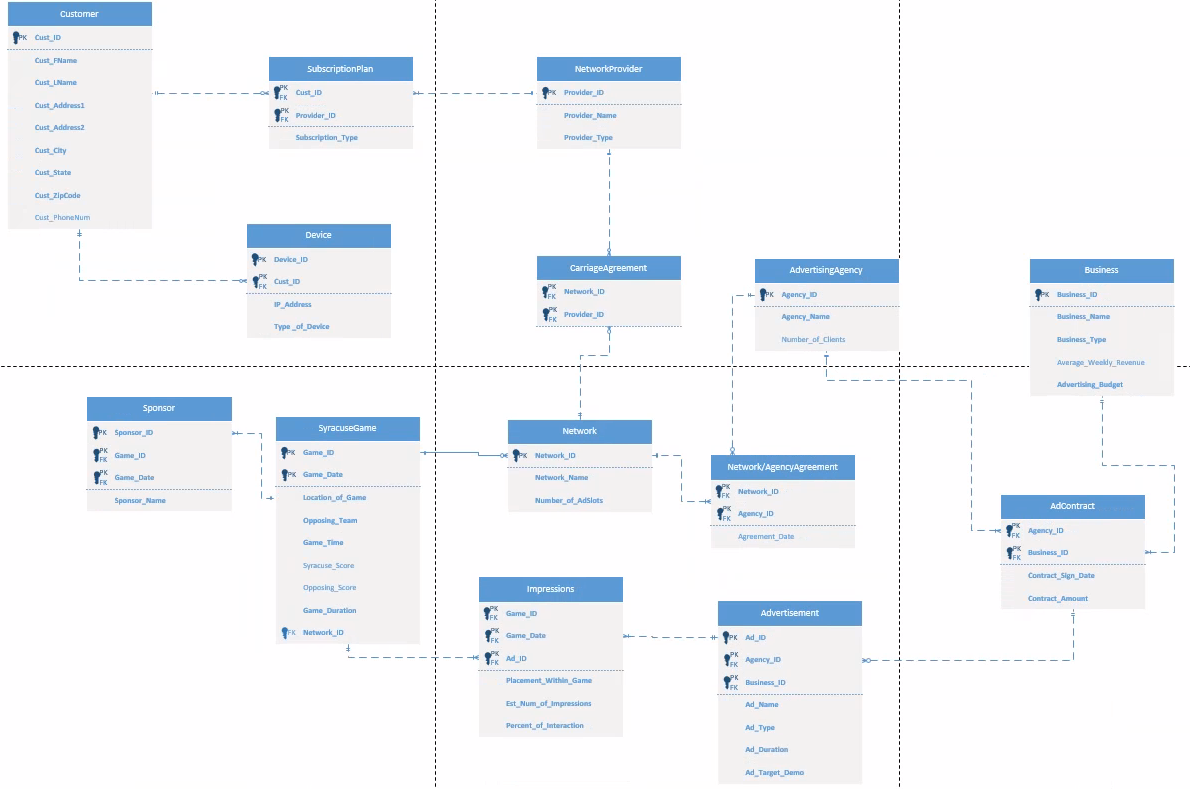 Customer
PK Cust_ID
Cust_FName
Cust_LName
Cust_Address1
Cust_Address2
Cust_City
Cust_State
Cust_ZipCode
Cust_PhoneNum
SubscriptionPlan
PK FK Cust_ID
PK FK Provider_ID
Subscription_Type
NetworkProvider
PK Provider_ID
Provider_Name
Provider_Type
Device
PK Device_ID
PK FK Cust_ID
IP_Address
Type _of_Device
CarriageAgreement
PK FK Network_ID
PK FK Provider_ID
AdvertisingAgency
PK Agency_ID
Agency_Name
Number_of_Clients
Business
PK Business_ID
Business_Name
Business_Type
Average_Weekly_Revenue
Advertising_Budget
Sponsor
PK Sponsor_ID
PK FK Game_ID
PK FK Game_Date
Sponsor_Name
SyracuseGame
PK Game_ID
PK Game_Date
Location_of_Game
Opposing_Team
Game_Time
Syracuse_Score
Opposing_Score
Game_Duration
FK Network_ID
Network
PK Network_ID
Network_Name
Number_of_AdSlots
Network/AgencyAgreement
PK FK Network_ID
PK FK Agency_ID
Agreement_Date
AdContract
PK FK Agency_ID
PK FK Business_ID
Contract_Sign_Date
Contract_Amount
Impressions
PK FK Game_ID
PK FK Game_Date
PK FK Ad_ID
Placement_Within_Game
Est_Num_of_Impressions
Percent_of_Interaction
Advertisement
PK Ad_ID
PK FK Agency_ID
PK FK Business_ID
Ad_Name
Ad_Type
Ad_Duration
Ad_Target_Demo